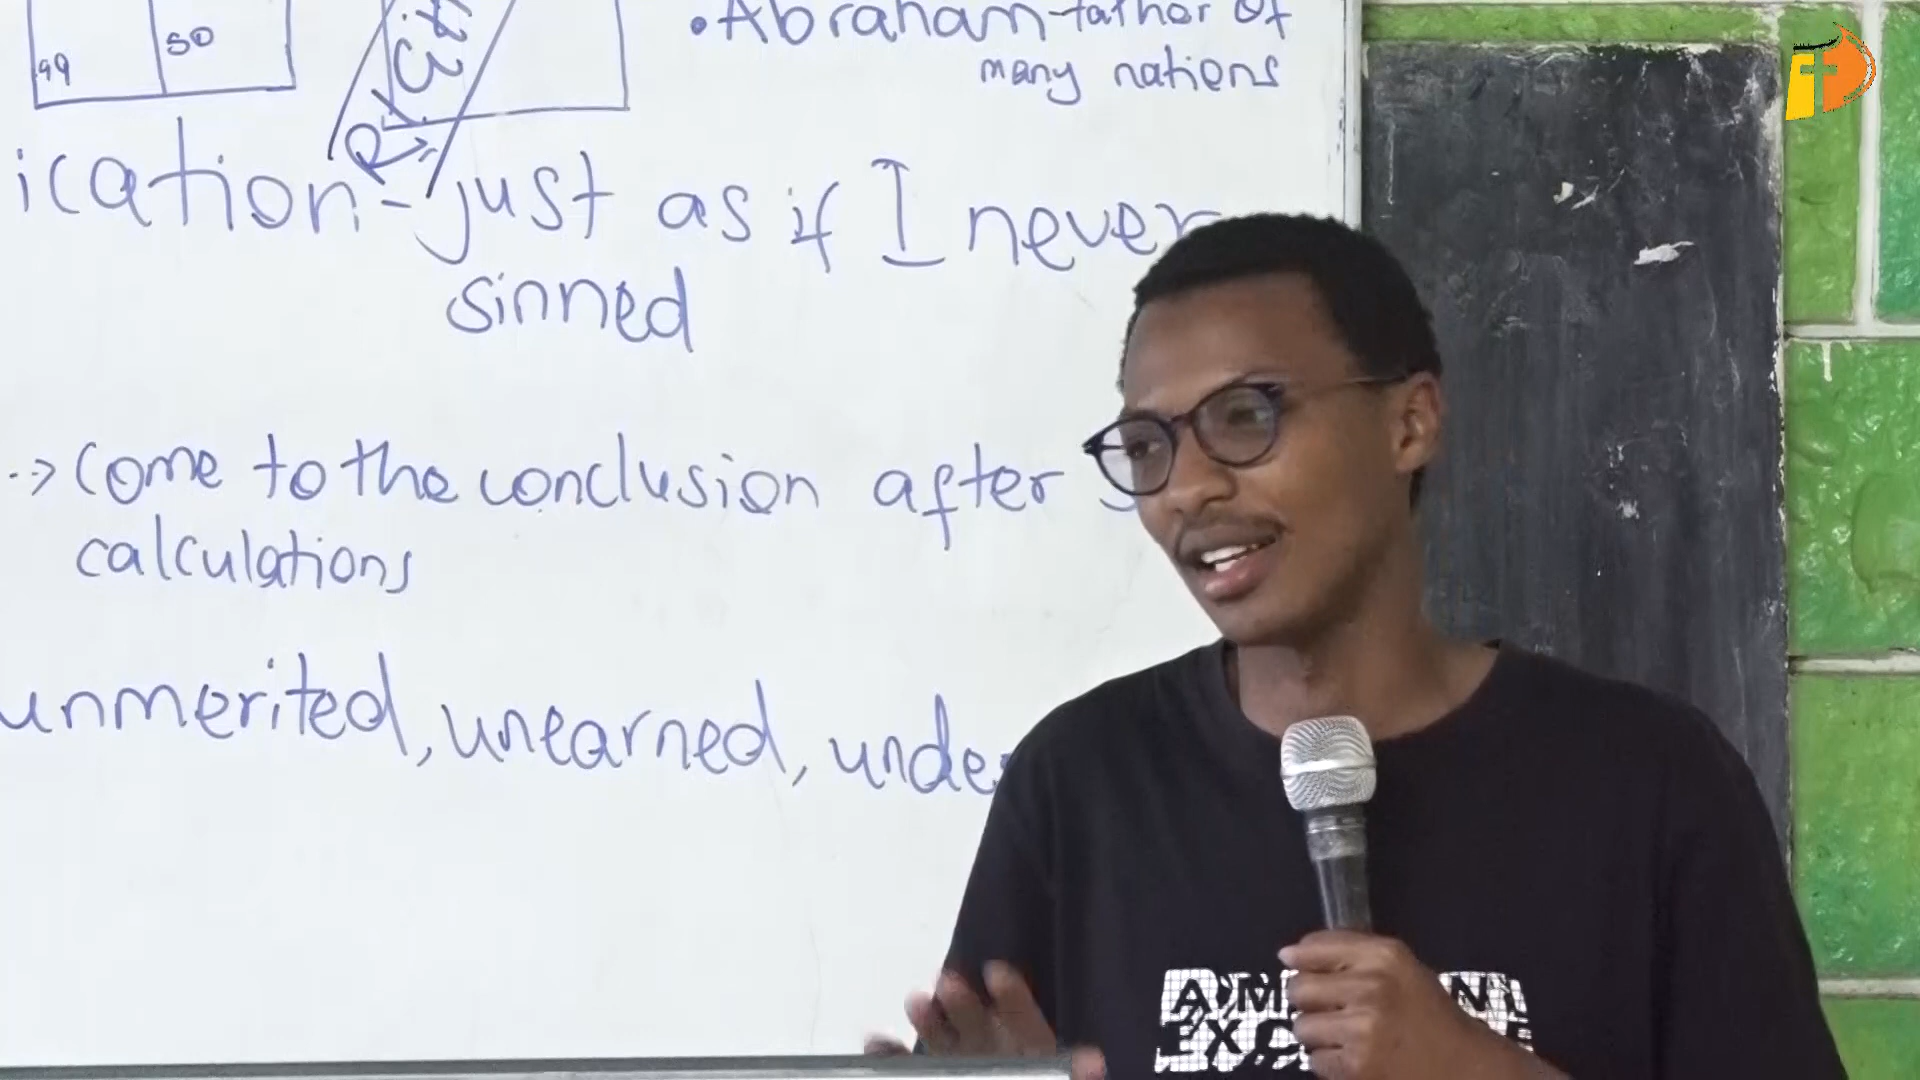 99
50
R
• Abraham - father of
many nations
ication - just as if I never
sinned
--> come to the conclusion after
calculations
unmerited, unearned, unde